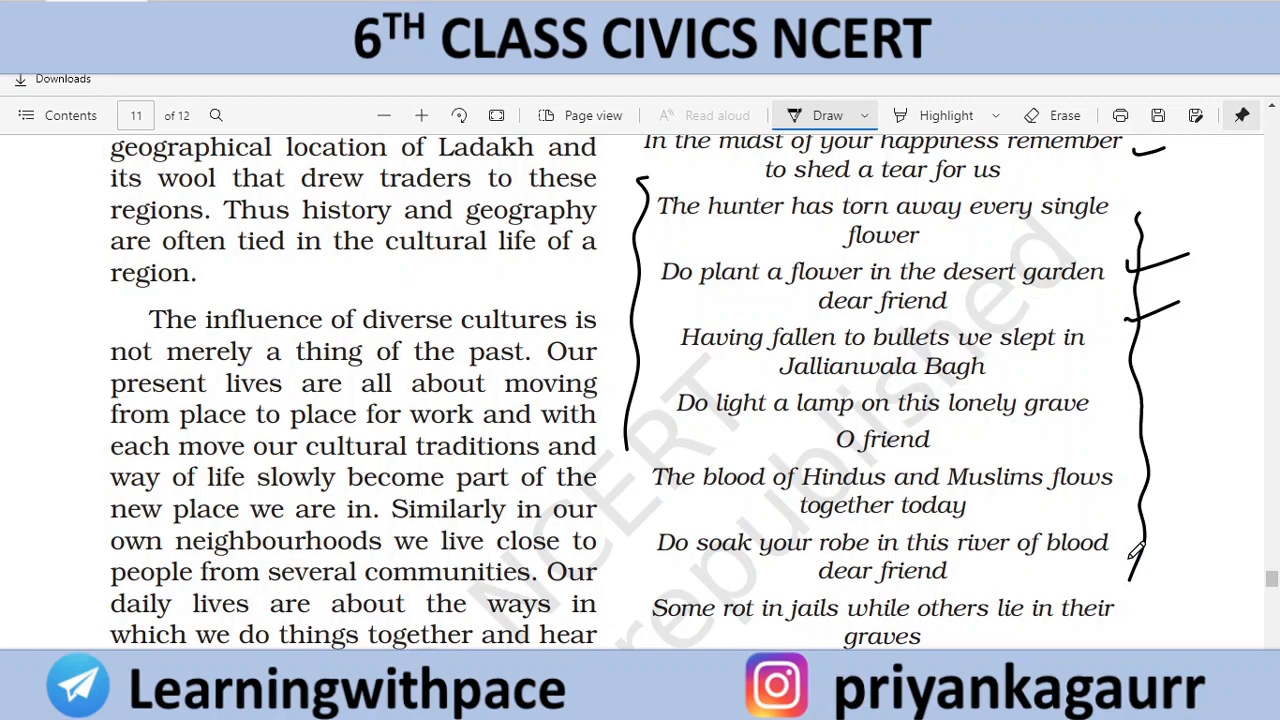 6TH CLASS CIVICS NCERT
Downloads
Contents
11
of 12
Page view
Read aloud
Draw
Highlight
Erase
geographical location of Ladakh and
its wool that drew traders to these
regions. Thus history and geography
are often tied in the cultural life of a
region.
The influence of diverse cultures is
not merely a thing of the past. Our
present lives are all about moving
from place to place for work and with
each move our cultural traditions and
way of life slowly become part of the
new place we are in. Similarly in our
own neighbourhoods we live close to
people from several communities. Our
daily lives are about the ways in
which we do things together and hear
In the midst of your happiness remember
to shed a tear for us
The hunter has torn away every single
flower
Do plant a flower in the desert garden
dear friend
Having fallen to bullets we slept in
Jallianwala Bagh
Do light a lamp on this lonely grave
O friend
The blood of Hindus and Muslims flows
together today
Do soak your robe in this river of blood
dear friend
Some rot in jails while others lie in their
graves
NCERT
republished
Learningwithpace
priyankagaurr